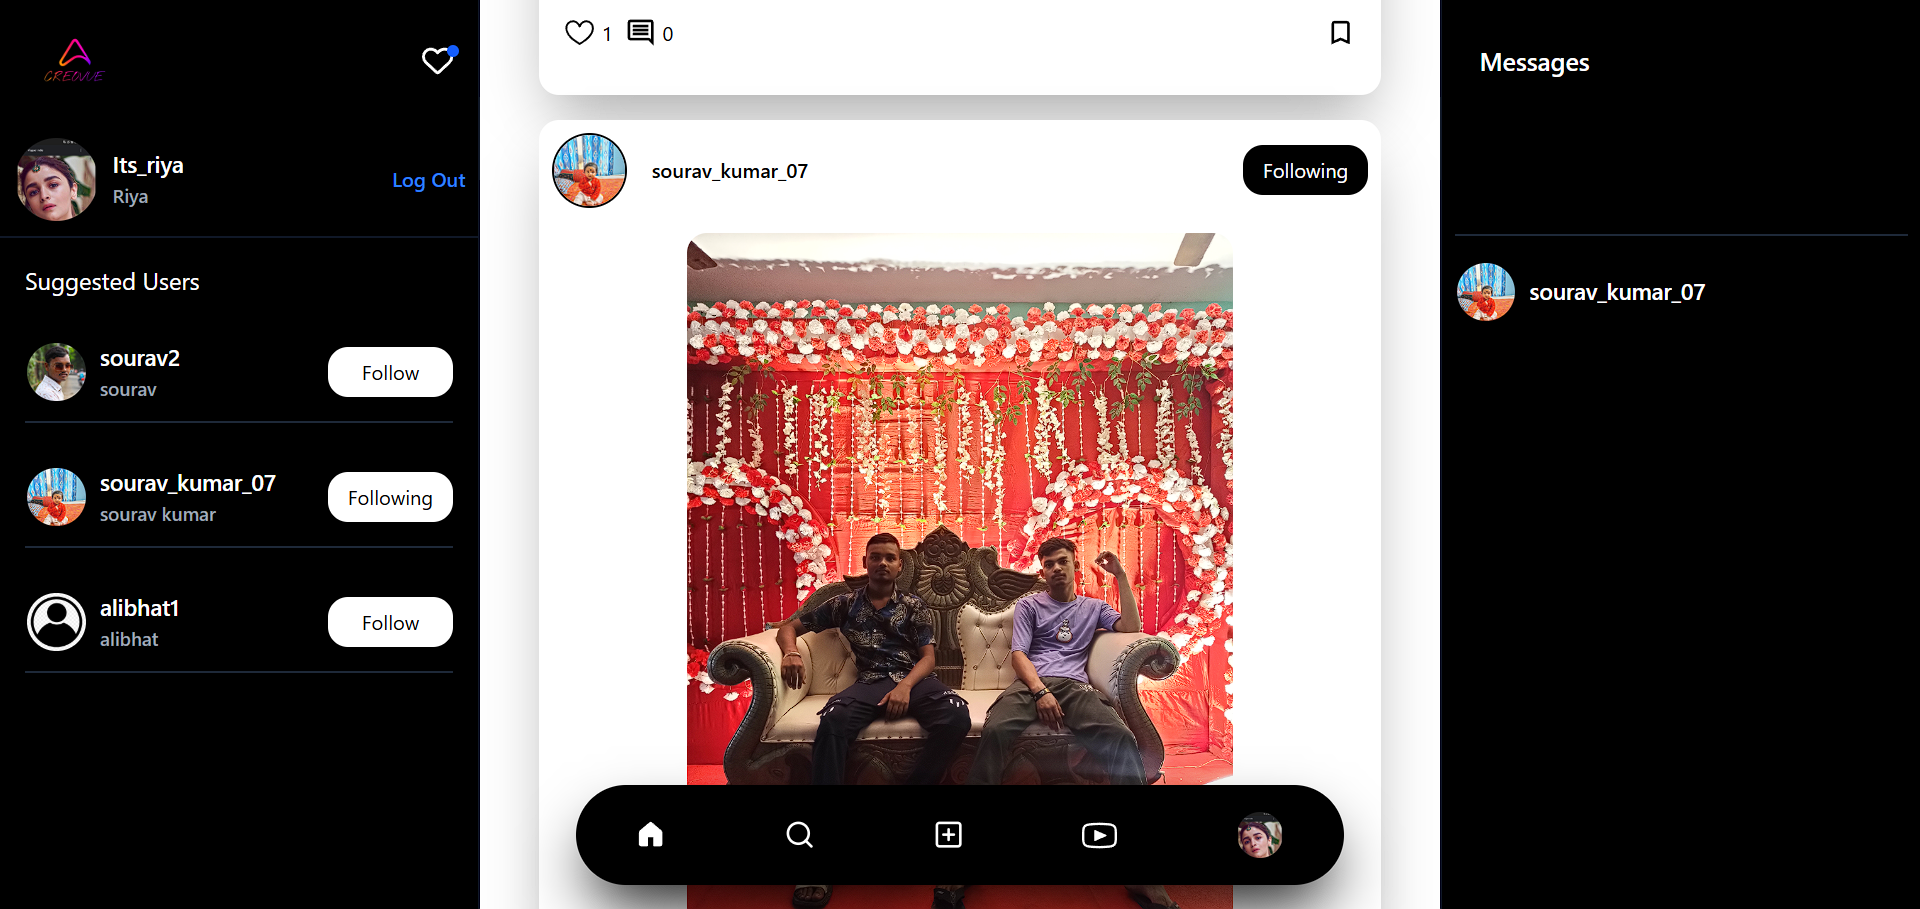 CREOVUE
Its_riya
Riya
Log Out
Suggested Users
sourav2
sourav
Follow
sourav_kumar_07
sourav kumar
Following
alibhat1
alibhat
Follow
1
0
sourav_kumar_07
Following
Messages
sourav_kumar_07